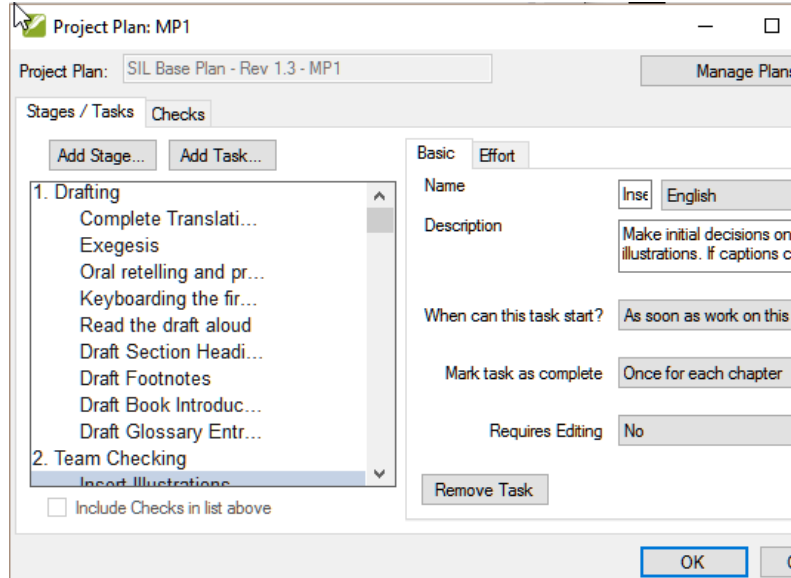 Project Plan: MP1
Project Plan: SIL Base Plan - Rev 1.3 - MP1
Manage Plans
Stages / Tasks Checks
Add Stage... Add Task...
1. Drafting
Complete Translati...
Exegesis
Oral retelling and pr...
Keyboarding the fir...
Read the draft aloud
Draft Section Headi...
Draft Footnotes
Draft Book Introduc...
Draft Glossary Entr...
2. Team Checking
Insert Illustrations
Include Checks in list above
Basic Effort
Name Inse English
Description Make initial decisions on
illustrations. If captions c
When can this task start? As soon as work on this
Mark task as complete Once for each chapter
Requires Editing No
Remove Task
OK